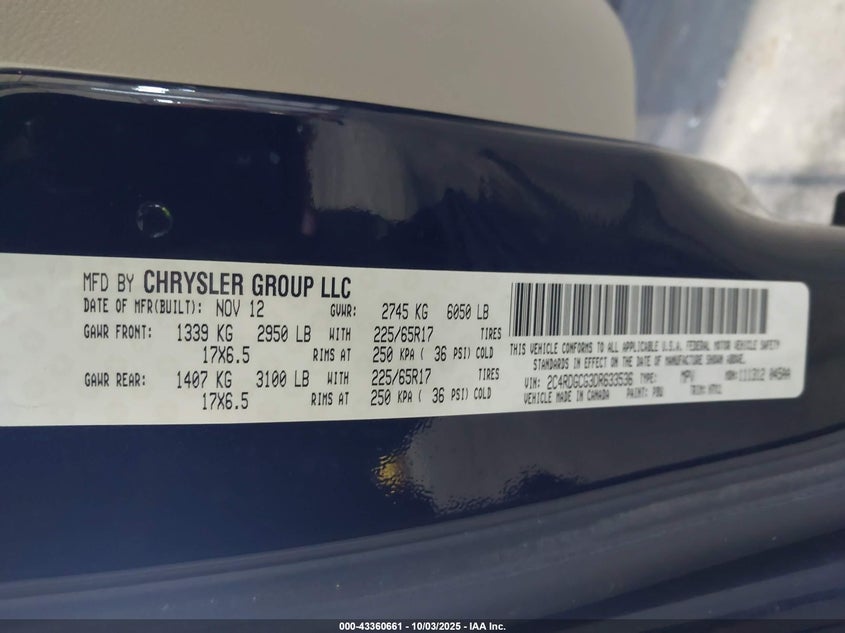 MFD BY CHRYSLER GROUP LLC
DATE OF MFR(BUILT): NOV 12 GVWR: 2745 KG 6050 LB
GAWR FRONT: 1339 KG 2950 LB WITH 225/65R17 TIRES
17X6.5 RIMS AT 250 KPA ( 36 PSI) COLD
GAWR REAR: 1407 KG 3100 LB WITH 225/65R17 TIRES
17X6.5 RIMS AT 250 KPA ( 36 PSI) COLD
THIS VEHICLE CONFORMS TO ALL APPLICABLE U.S.A. FEDERAL MOTOR VEHICLE SAFETY
STANDARDS IN EFFECT ON THE DATE OF MANUFACTURE SHOWN ABOVE.
VIN: 2C4RDGCG3DR633536 TYPE: MPV MDH: 111312
VEHICLE MADE IN CANADA PAINT: PBU TRIM:
000-43360661 - 10/03/2025 - IAA Inc.